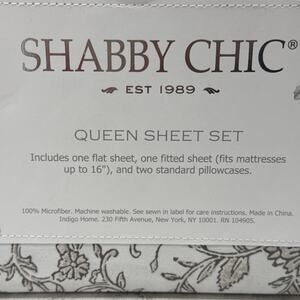 SHABBY CHIC®
EST 1989
QUEEN SHEET SET
Includes one flat sheet, one fitted sheet (fits mattresses
up to 16"), and two standard pillowcases.
100% Microfiber. Machine washable. See sewn in label for care instructions. Made in China.
Indigo Home. 230 Fifth Avenue, New York, NY 10001. RN 104905.